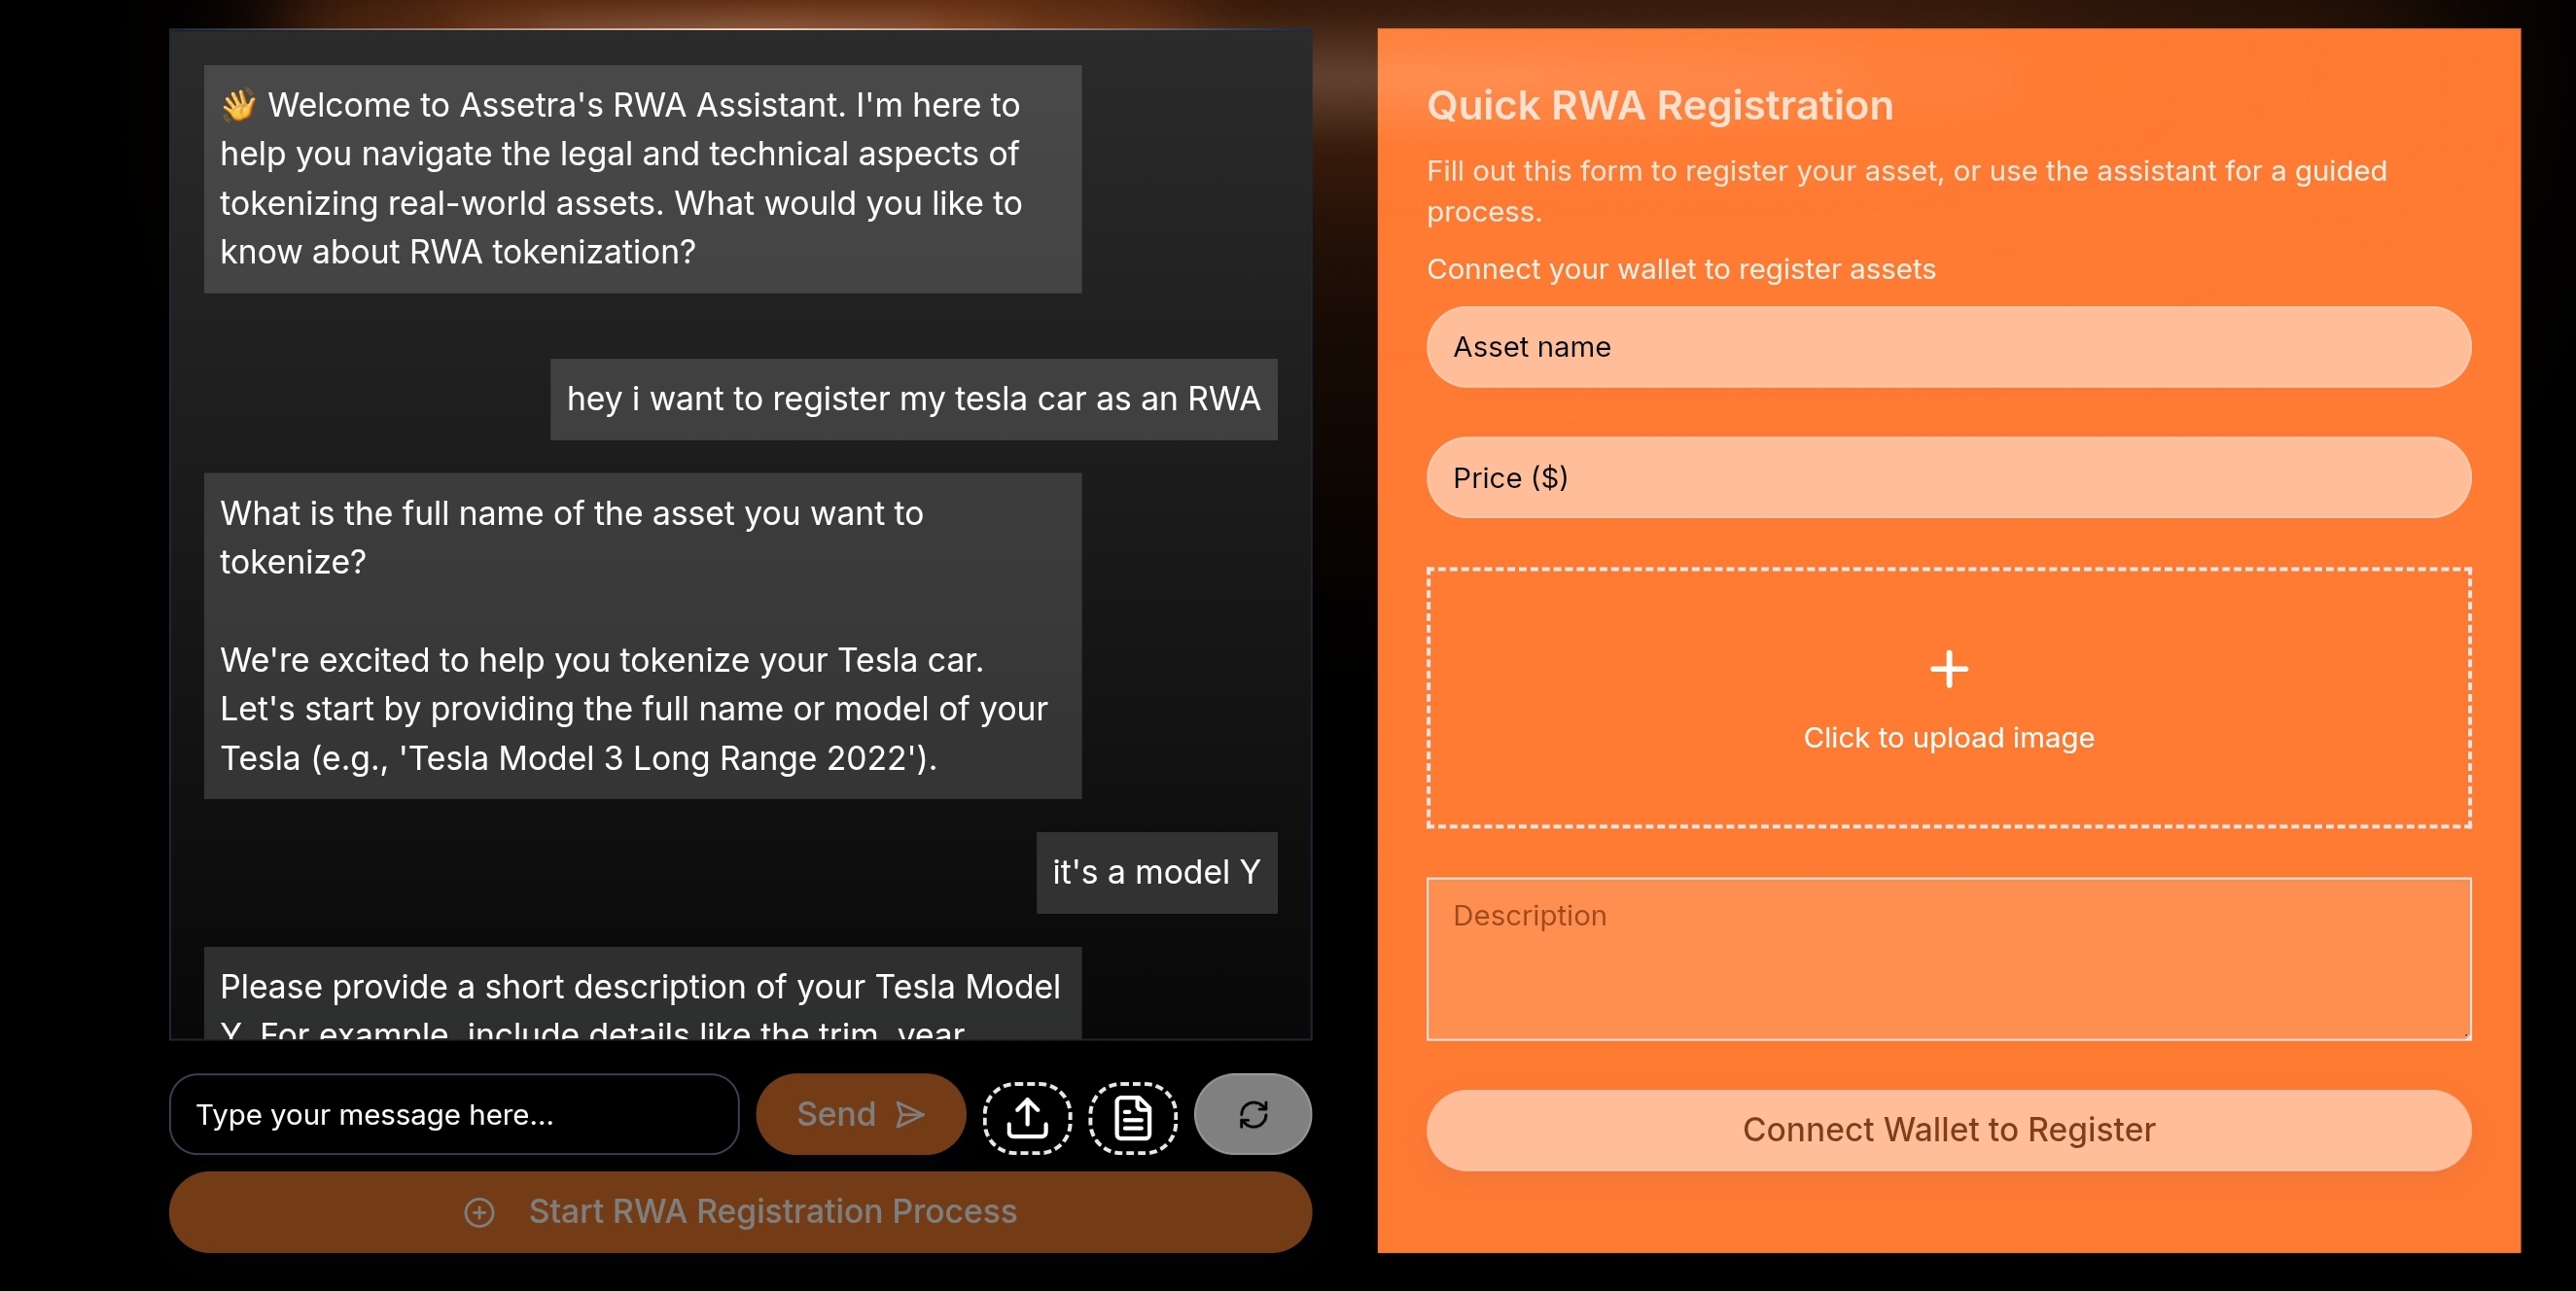 👋 Welcome to Assetra's RWA Assistant. I'm here to
help you navigate the legal and technical aspects of
tokenizing real-world assets. What would you like to
know about RWA tokenization?
hey i want to register my tesla car as an RWA
What is the full name of the asset you want to
tokenize?
We're excited to help you tokenize your Tesla car.
Let's start by providing the full name or model of your
Tesla (e.g., 'Tesla Model 3 Long Range 2022').
it's a model Y
Please provide a short description of your Tesla Model
Y. For example, include details like the trim, year,
Type your message here...
Send
Start RWA Registration Process
Quick RWA Registration
Fill out this form to register your asset, or use the assistant for a guided
process.
Connect your wallet to register assets
Asset name
Price ($)
Click to upload image
Description
Connect Wallet to Register